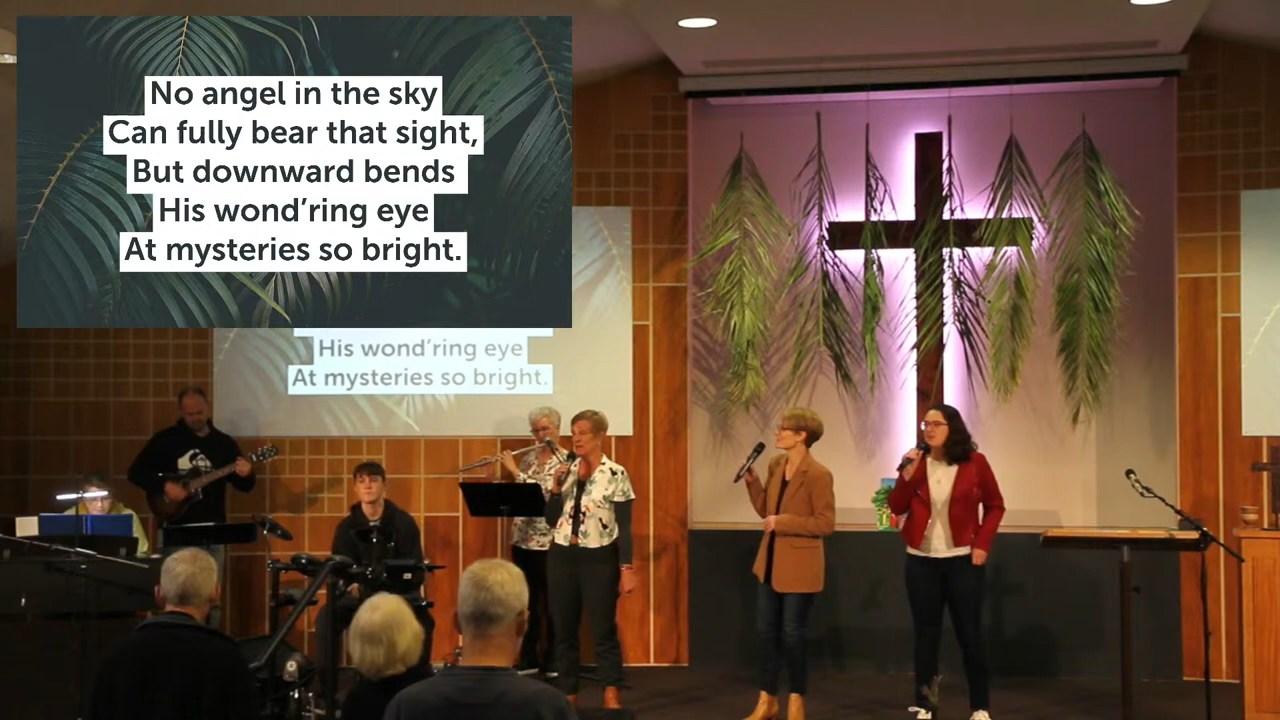 No angel in the sky
Can fully bear that sight,
But downward bends
His wond’ring eye
At mysteries so bright.
His wond’ring eye
At mysteries so bright.